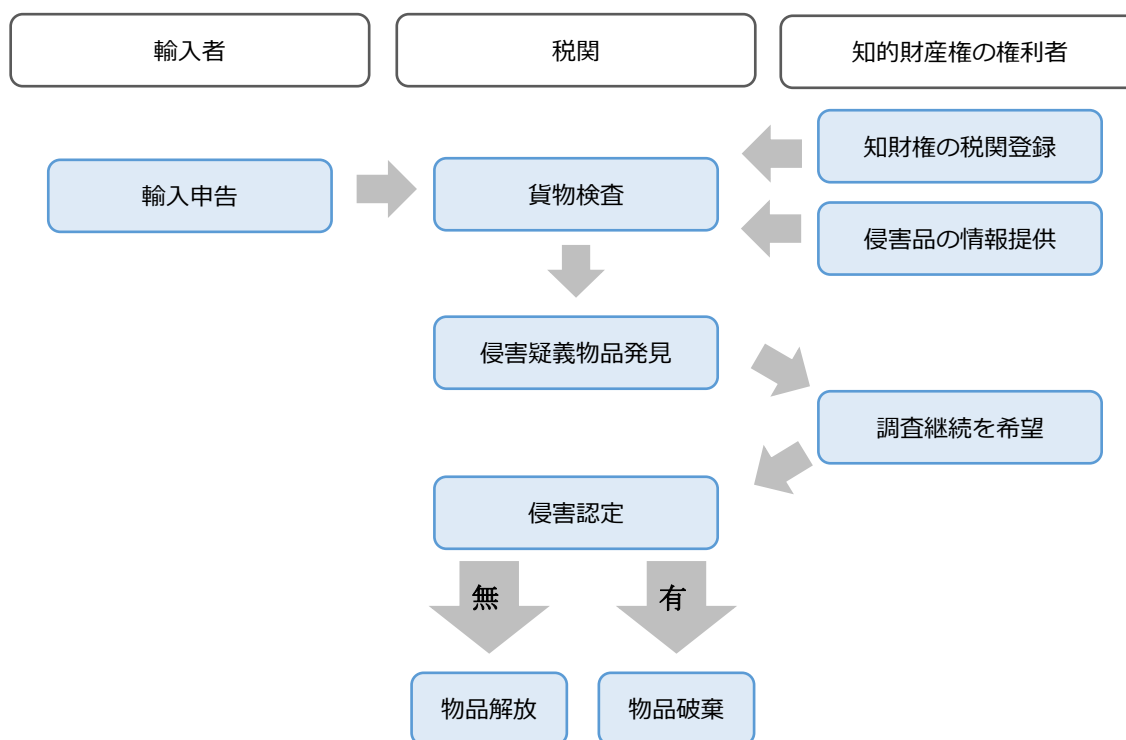 輸入者
税関
知的財産権の権利者
知財権の税関登録
輸入申告
貨物検査
侵害品の情報提供
侵害疑義物品発見
調査継続を希望
侵害認定
無
有
物品解放
物品破棄